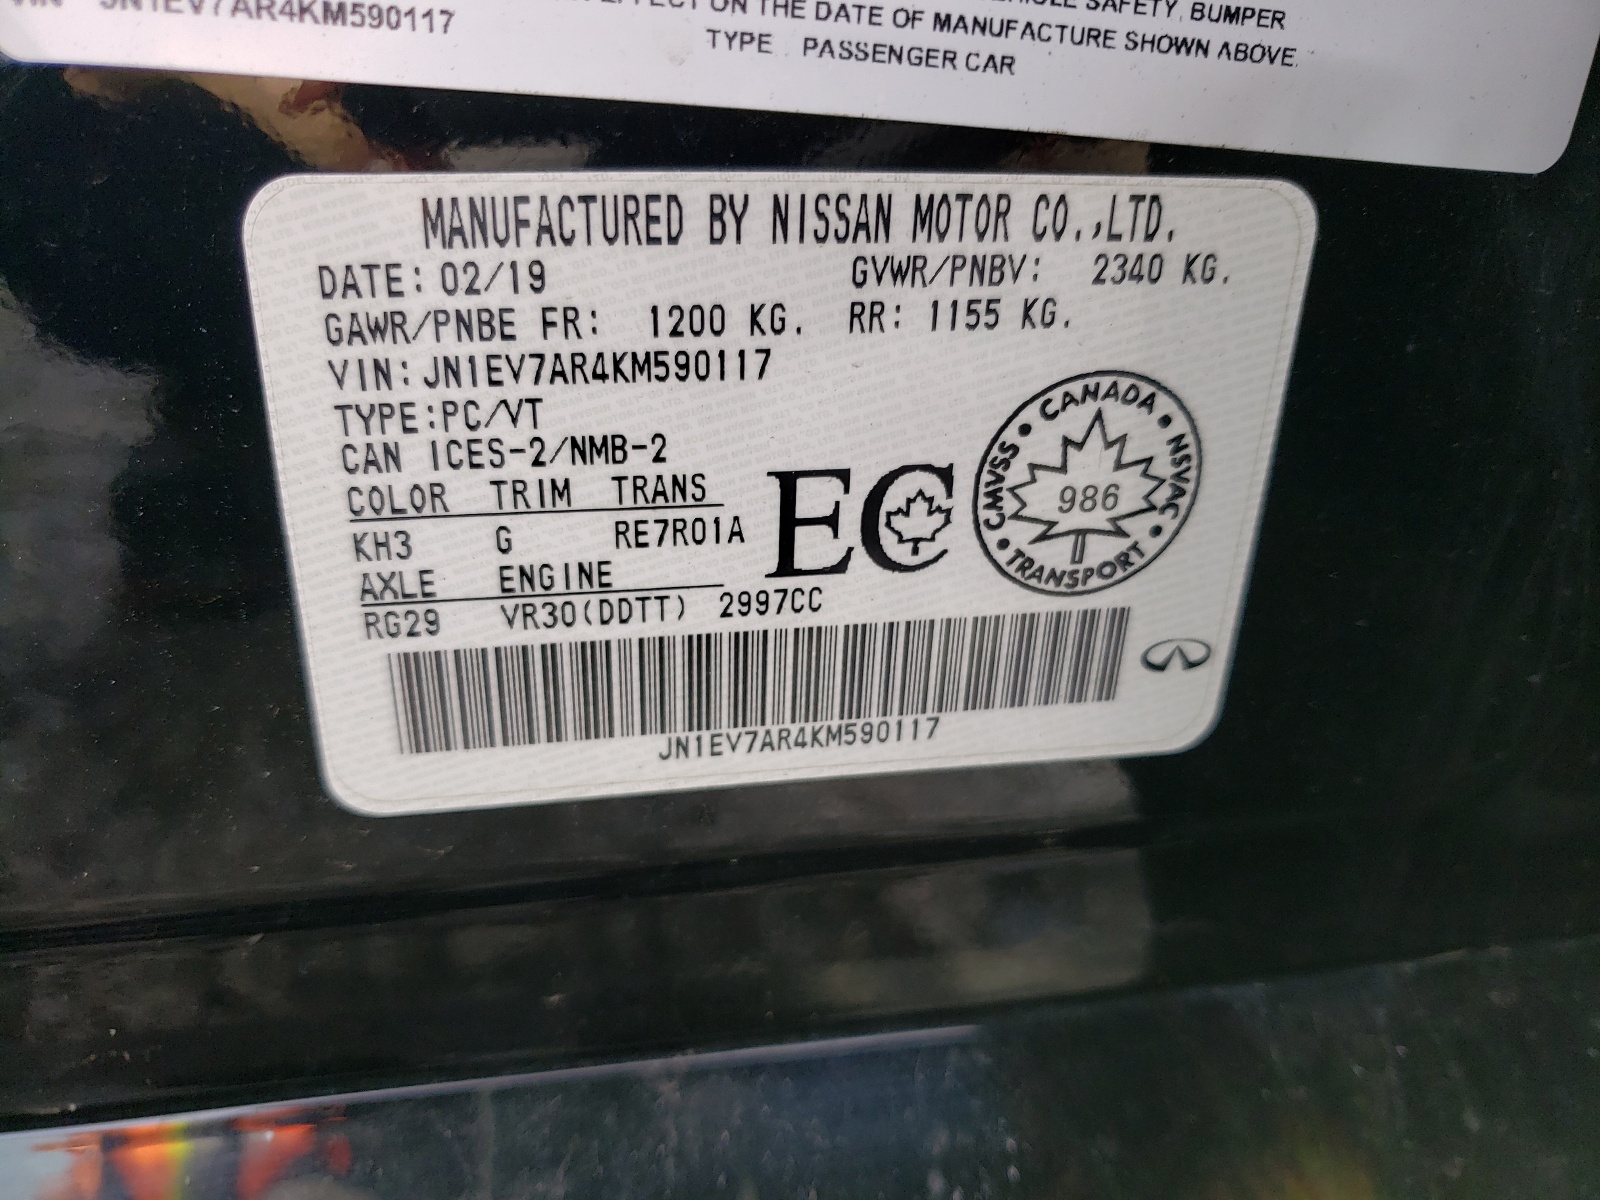 JN1EV7AR4KM590117
SAFETY, BUMPER
ON THE DATE OF MANUFACTURE SHOWN ABOVE.
TYPE PASSENGER CAR
MANUFACTURED BY NISSAN MOTOR CO.,LTD.
DATE: 02/19 GVWR/PNBV: 2340 KG.
GAWR/PNBE FR: 1200 KG. RR: 1155 KG.
VIN: JN1EV7AR4KM590117
TYPE:PC/VT
CAN ICES-2/NMB-2
COLOR TRIM TRANS
KH3 G RE7R01A
AXLE ENGINE
RG29 VR30(DDTT) 2997CC
EC
CANADA
CMVSS NSVAC
986
TRANSPORT
JN1EV7AR4KM590117